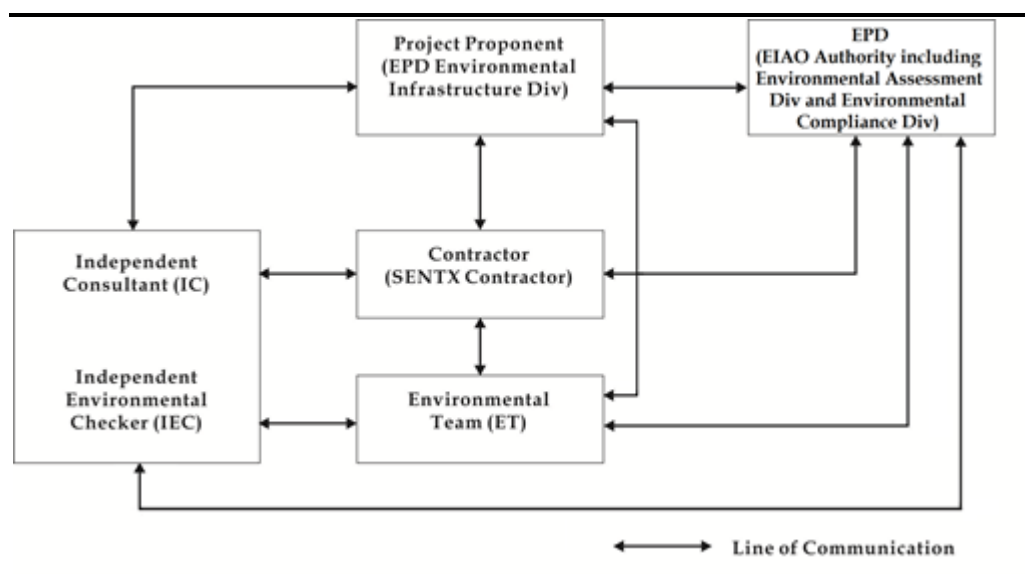 Project Proponent
(EPD Environmental
Infrastructure Div)
EPD
(EIAO Authority including
Environmental Assessment
Div and Environmental
Compliance Div)
Independent
Consultant (IC)
Contractor
(SENTX Contractor)
Independent
Environmental
Checker (IEC)
Environmental
Team (ET)
Line of Communication